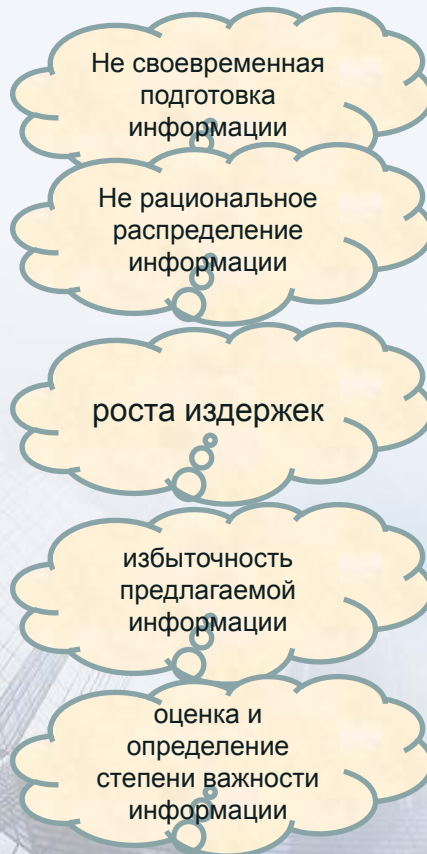 Не своевременная
подготовка
информации
Не рациональное
распределение
информации
роста издержек
избыточность
предлагаемой
информации
оценка и
определение
степени важности
информации